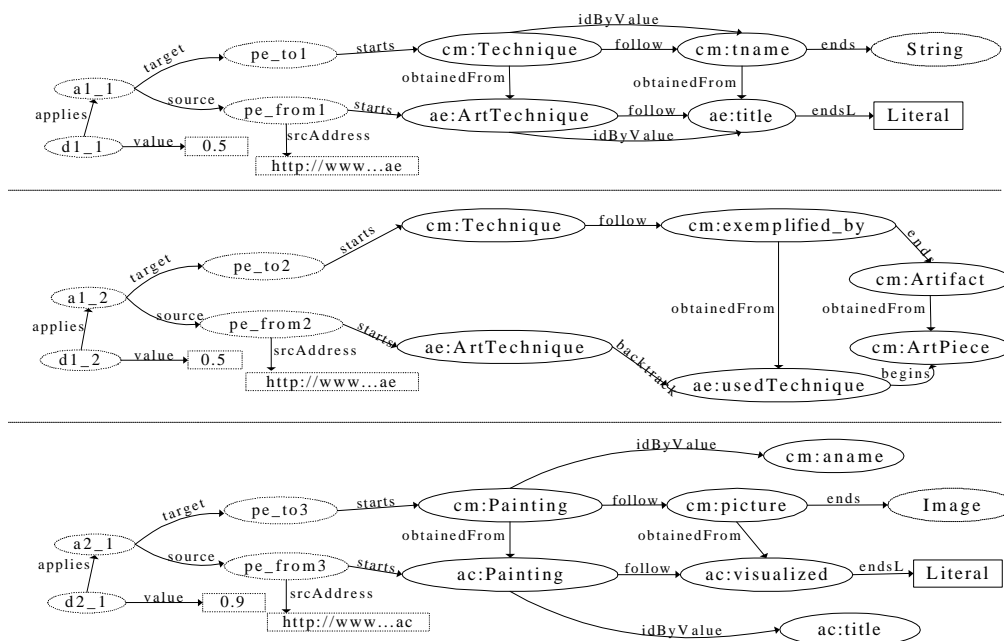 idByValue
target pe_to1 starts cm:Technique follow cm:tname ends String
a1_1 obtainedFrom obtainedFrom
applies source pe_from1 starts ae:ArtTechnique follow ae:title endsL Literal
d1_1 value 0.5 srcAddress idByValue
http://www...ae
cm:Technique follow cm:exemplified_by
target pe_to2 starts ends
a1_2 cm:Artifact
applies source pe_from2 starts obtainedFrom obtainedFrom
d1_2 value 0.5 srcAddress ae:ArtTechnique backtrack cm:ArtPiece
http://www...ae ae:usedTechnique begins
idByValue cm:aname
target pe_to3 starts cm:Painting follow cm:picture ends Image
a2_1 obtainedFrom obtainedFrom
applies source pe_from3 starts ac:Painting follow ac:visualized endsL Literal
d2_1 value 0.9 srcAddress
http://www...ac idByValue ac:title